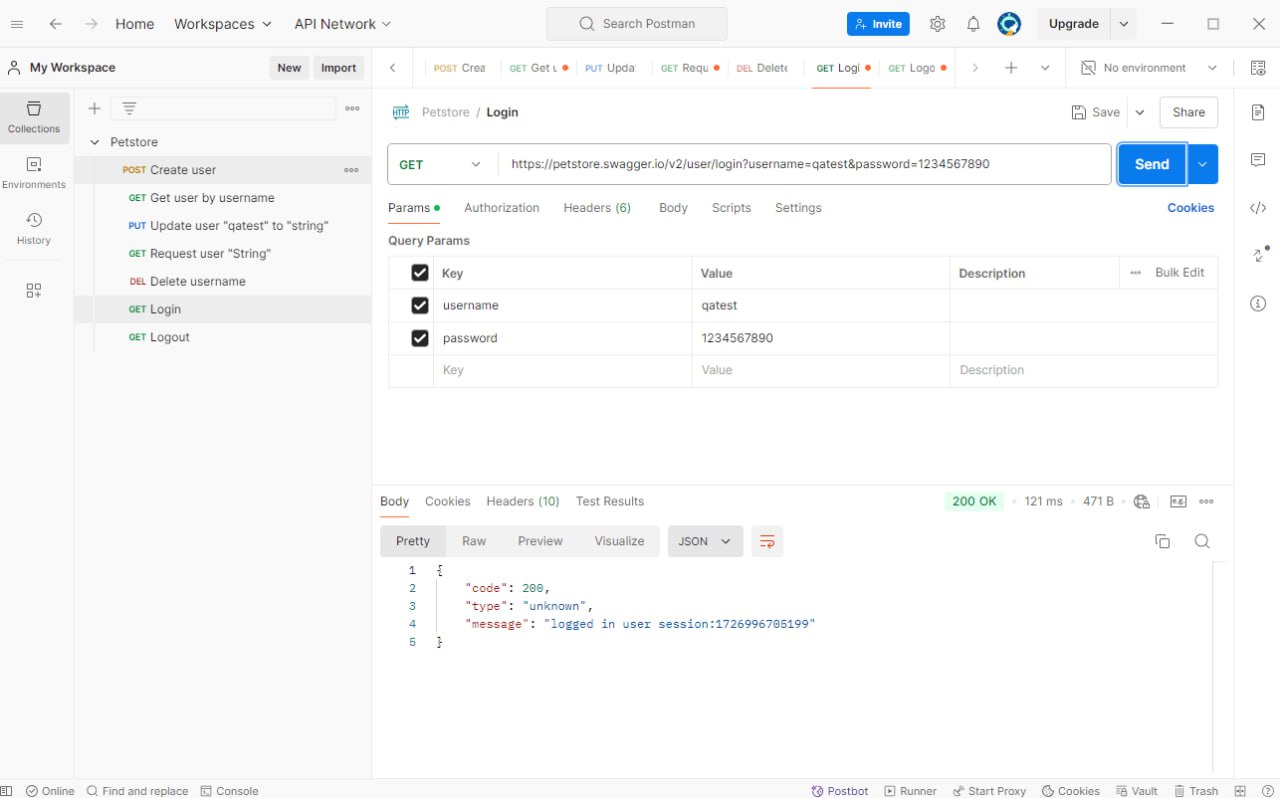 Home Workspaces API Network Search Postman Invite Upgrade
My Workspace New Import POST Crea GET Get u PUT Updat GET Requ DEL Delete GET Logi GET Logo No environment
Collections
Environments
History
Petstore
POST Create user
GET Get user by username
PUT Update user "qatest" to "string"
GET Request user "String"
DEL Delete username
GET Login
GET Logout
HTTP Petstore / Login Save Share
GET https://petstore.swagger.io/v2/user/login?username=qatest&password=1234567890 Send
Params Authorization Headers (6) Body Scripts Settings Cookies
Query Params
Key Value Description Bulk Edit
username qatest
password 1234567890
Key Value Description
Body Cookies Headers (10) Test Results 200 OK 121 ms 471 B e.g.
Pretty Raw Preview Visualize JSON
1 {
2 "code": 200,
3 "type": "unknown",
4 "message": "logged in user session:1726996705199"
5 }
Online Find and replace Console Postbot Runner Start Proxy Cookies Vault Trash